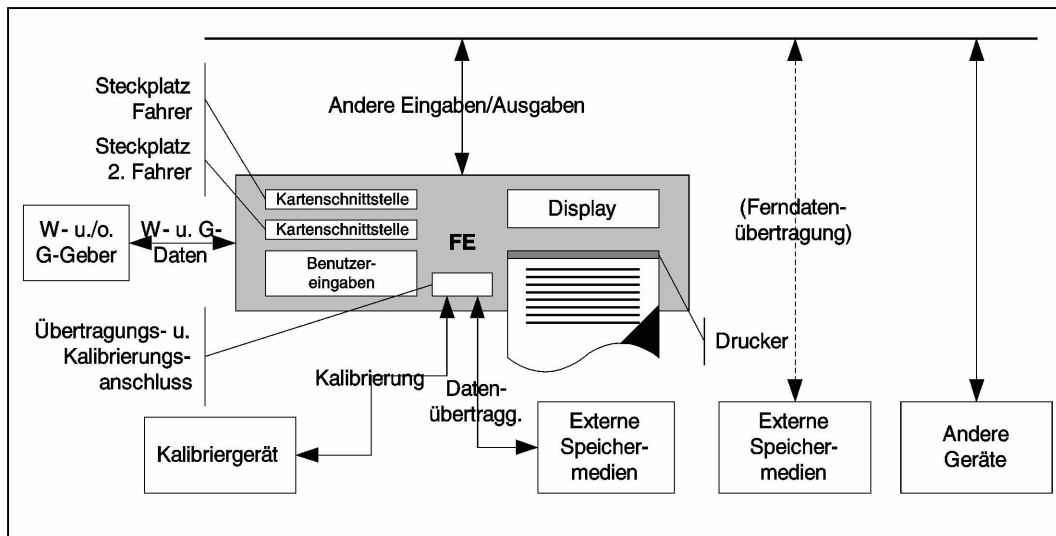 Steckplatz
Fahrer
Andere Eingaben/Ausgaben
Steckplatz
2. Fahrer
Kartenschnittstelle
Kartenschnittstelle
Display
(Ferndaten-
übertragung)
W- u./o.
G-Geber
W- u. G-
Daten
FE
Benutzer-
eingaben
Übertragungs- u.
Kalibrierungs-
anschluss
Drucker
Kalibrierung
Daten-
übertragg.
Kalibriergerät
Externe
Speicher-
medien
Externe
Speicher-
medien
Andere
Geräte